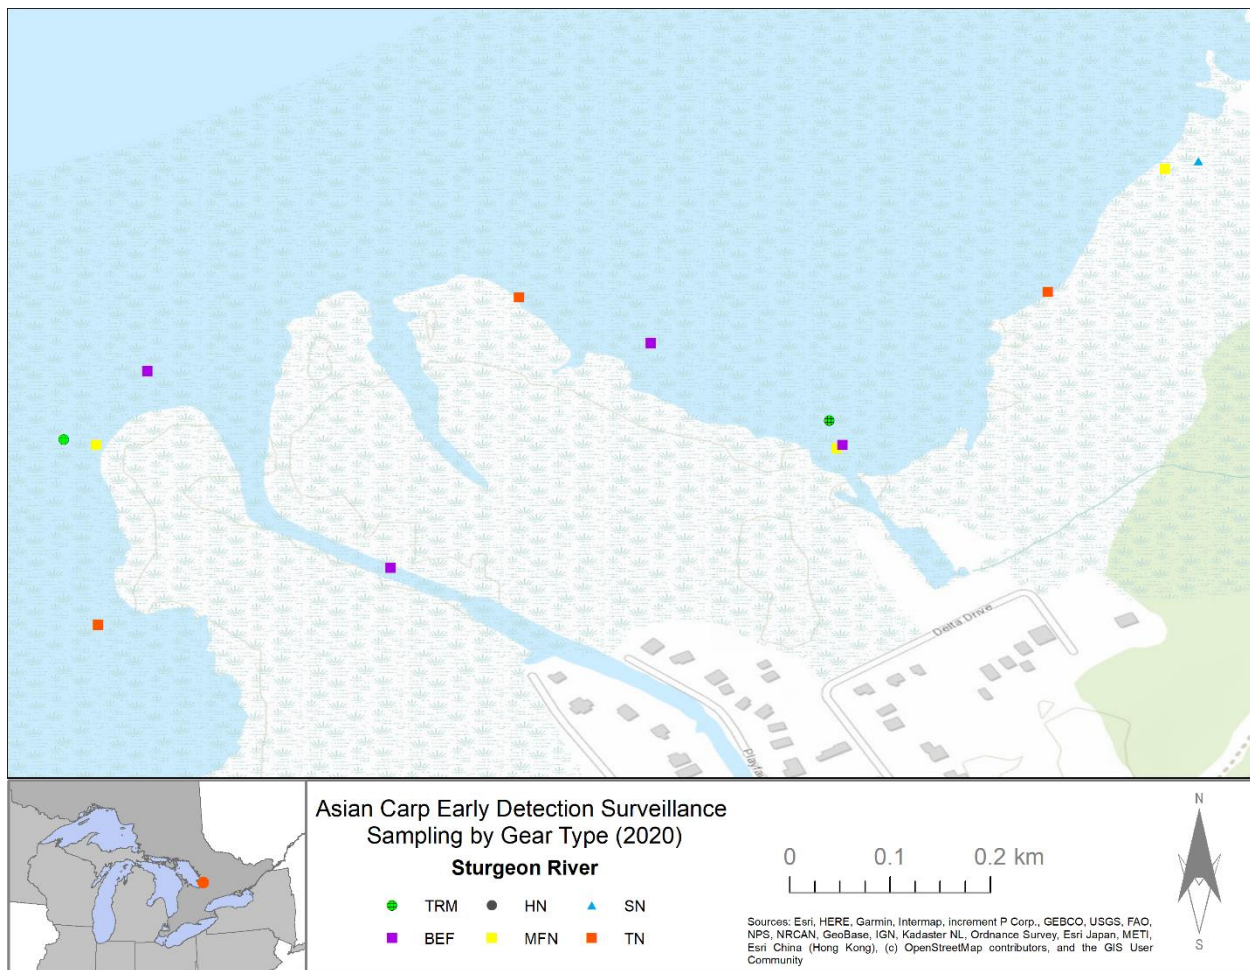 Delta Drive
Playfa
Asian Carp Early Detection Surveillance
Sampling by Gear Type (2020)
Sturgeon River
TRM HN SN
BEF MFN TN
0 0.1 0.2 km
N
S
Sources: Esri, HERE, Garmin, Intermap, increment P Corp., GEBCO, USGS, FAO,
NPS, NRCAN, GeoBase, IGN, Kadaster NL, Ordnance Survey, Esri Japan, METI,
Esri China (Hong Kong), (c) OpenStreetMap contributors, and the GIS User
Community